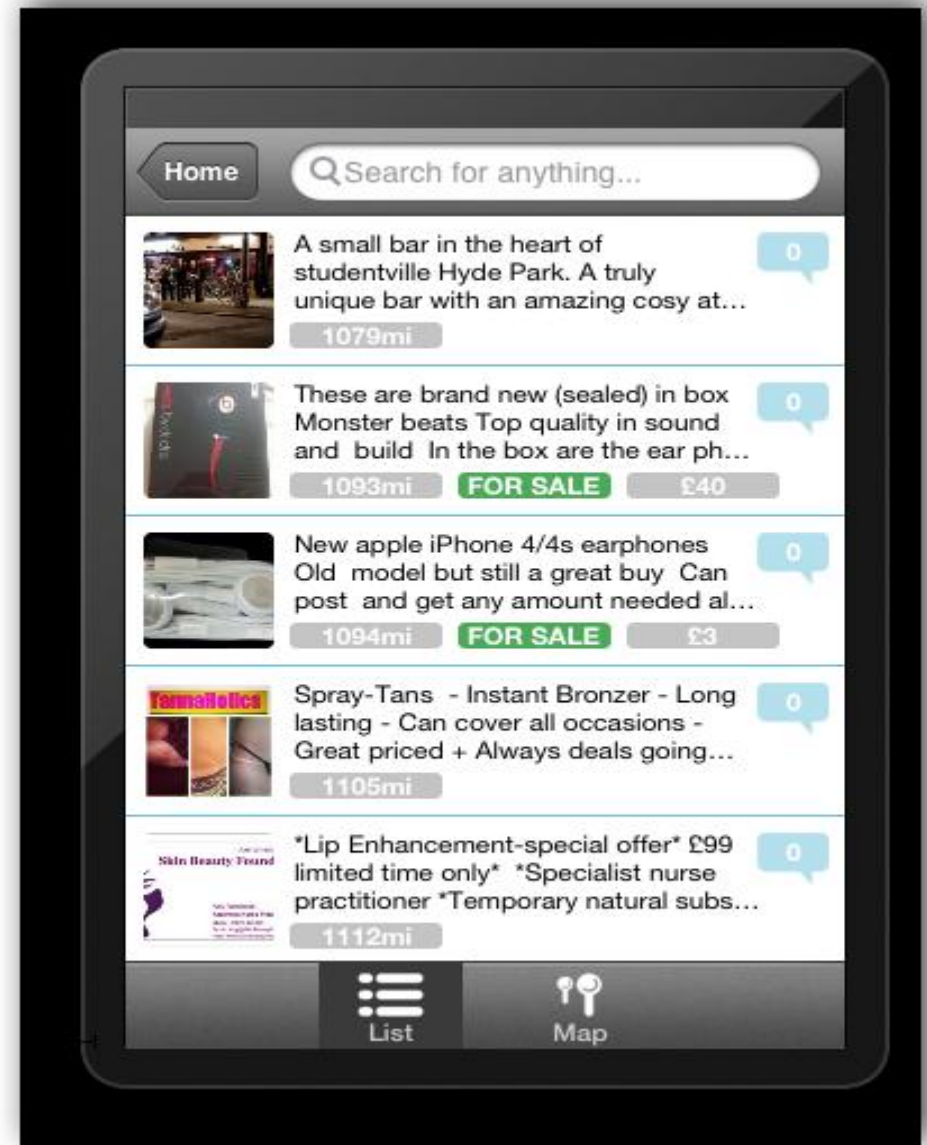 Home
Search for anything...
A small bar in the heart of
studentville Hyde Park. A truly
unique bar with an amazing cosy at...
0
1079mi
These are brand new (sealed) in box
Monster beats Top quality in sound
and  build  In the box are the ear ph...
0
1093mi FOR SALE £40
New apple iPhone 4/4s earphones
Old  model but still a great buy  Can
post  and get any amount needed al...
0
1094mi FOR SALE £3
TannaHolics
Spray-Tans  - Instant Bronzer - Long
lasting - Can cover all occasions -
Great priced + Always deals going...
0
1105mi
Skin Beauty Found
*Lip Enhancement-special offer* £99
limited time only*  *Specialist nurse
practitioner *Temporary natural subs...
0
1112mi
List
Map